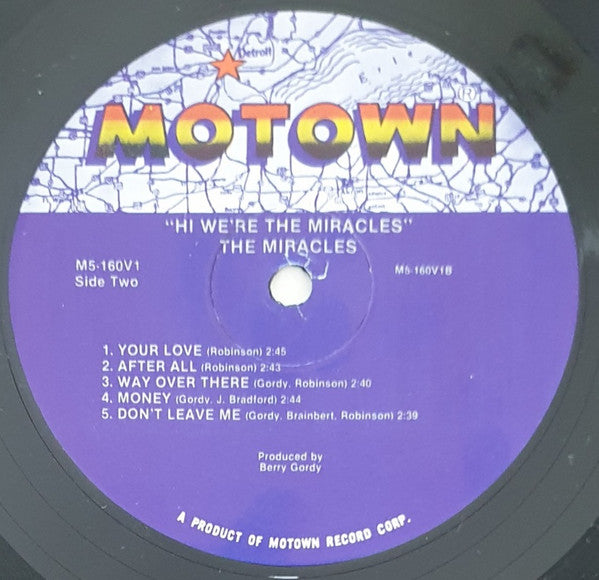 Detroit
ERIE
MOTOWN®
"HI WE'RE THE MIRACLES"
THE MIRACLES
M5-160V1
M5-160V1B
Side Two
1. YOUR LOVE (Robinson) 2:45
2. AFTER ALL (Robinson) 2:43
3. WAY OVER THERE (Gordy, Robinson) 2:40
4. MONEY (Gordy, J. Bradford) 2:44
5. DON'T LEAVE ME (Gordy, Brainbert, Robinson) 2:39
Produced by
Berry Gordy
A PRODUCT OF MOTOWN RECORD CORP.